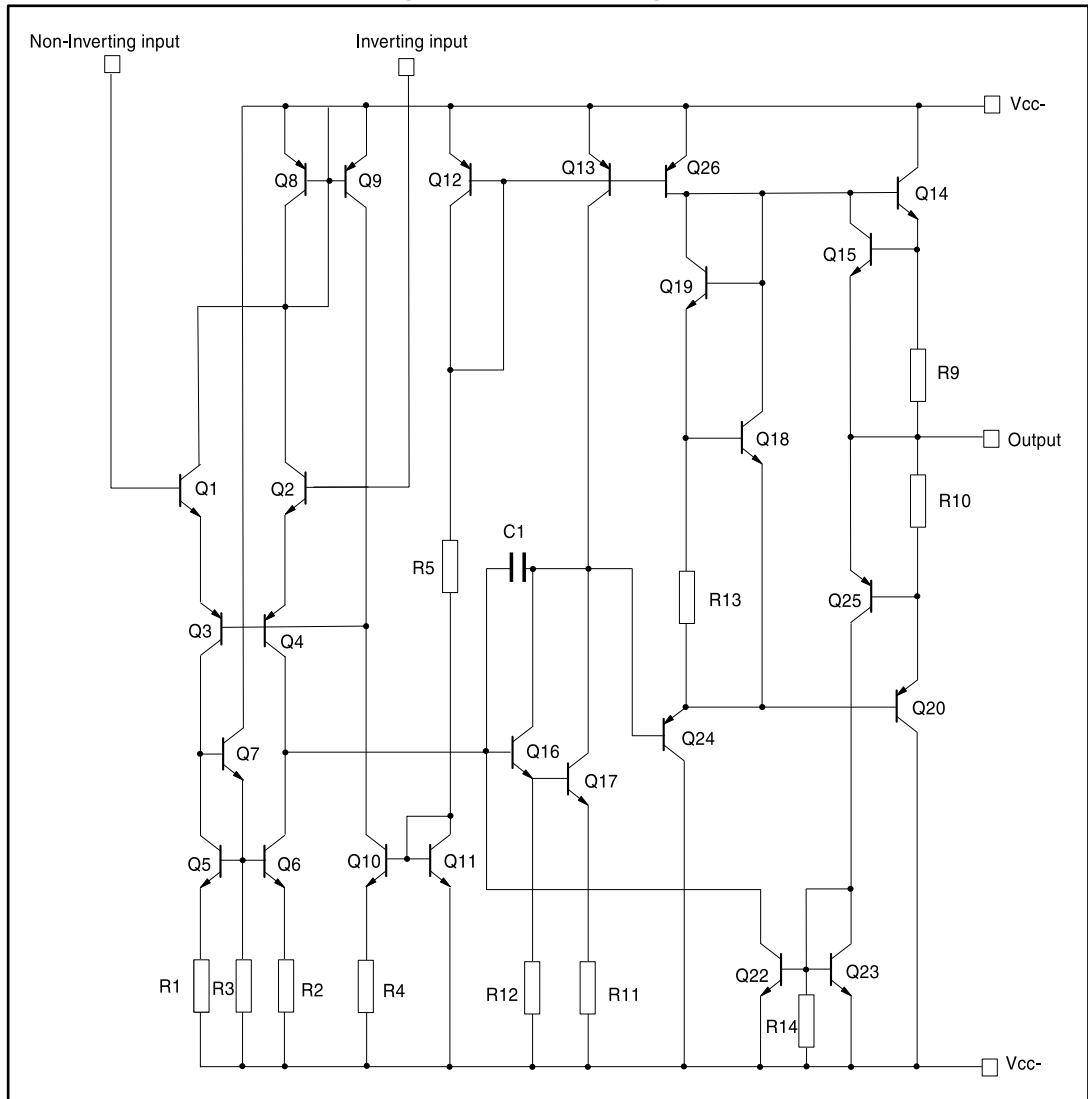 Non-Inverting input
Inverting input
Vcc-
Q8
Q9
Q12
Q13
Q26
Q14
Q15
Q19
R9
Q18
Output
Q1
Q2
R10
C1
R5
R13
Q25
Q3
Q4
Q20
Q7
Q16
Q24
Q17
Q5
Q6
Q10
Q11
Q22
Q23
R1
R3
R2
R4
R12
R11
R14
Vcc-